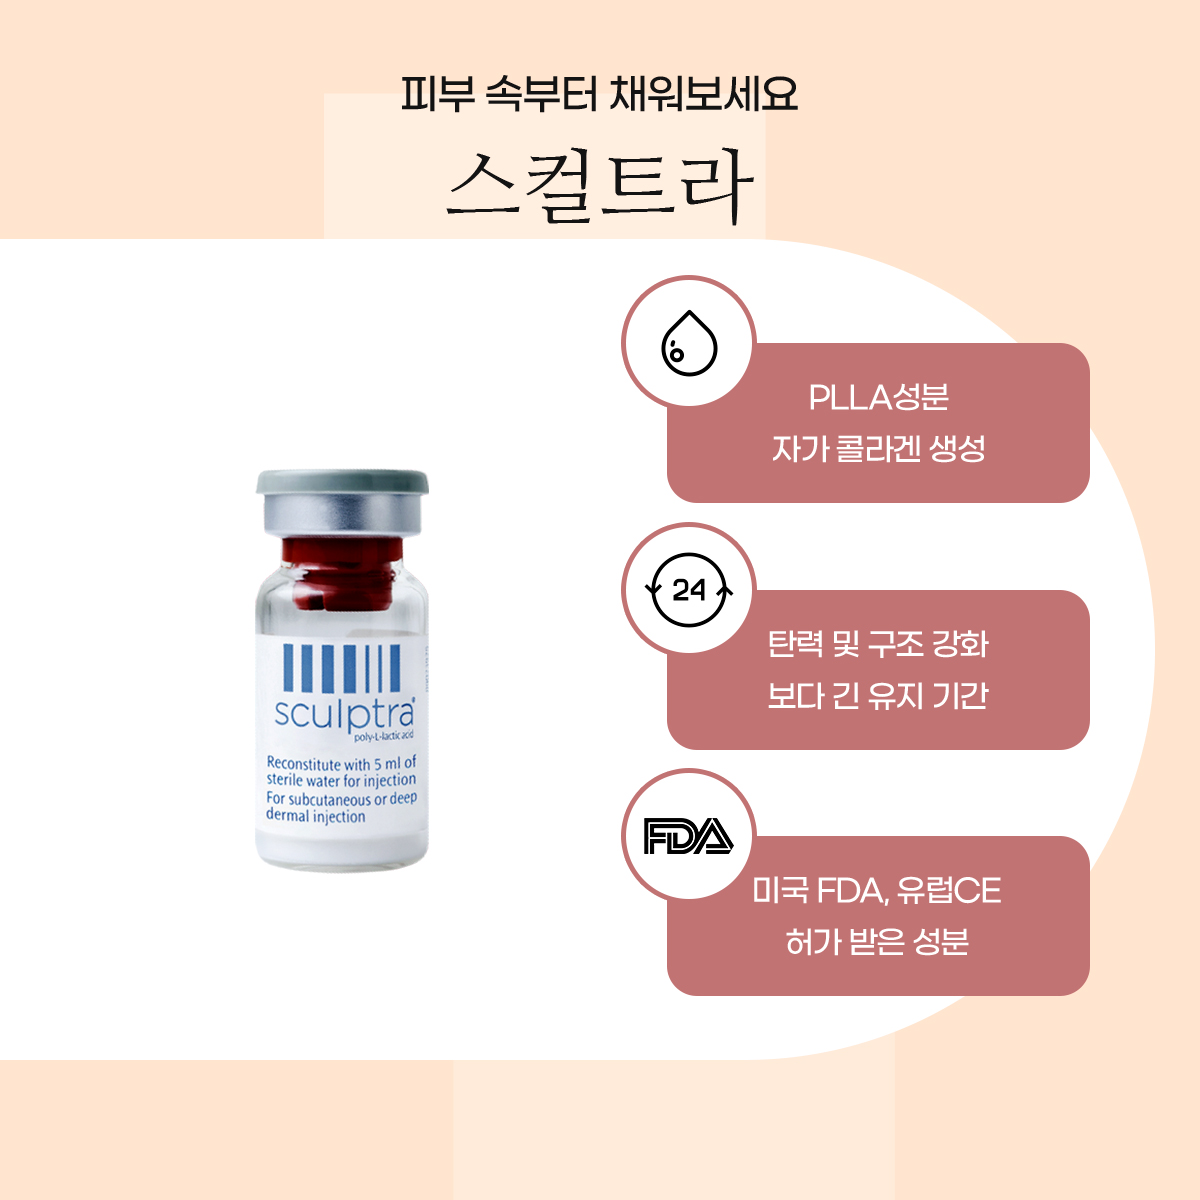 피부 속부터 채워보세요
스컬트라
PLLA성분
자가 콜라겐 생성
24
탄력 및 구조 강화
보다 긴 유지 기간
FDA
미국 FDA, 유럽CE
허가 받은 성분
sculptra®
poly-L-lactic acid
Reconstitute with 5 ml of
sterile water for injection
For subcutaneous or deep
dermal injection